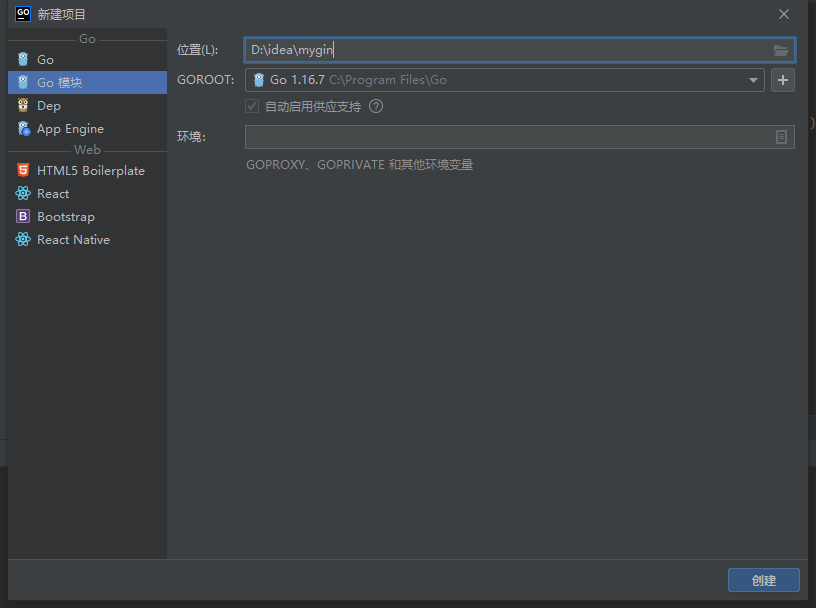 GO 新建项目
Go
Go
Go 模块
Dep
App Engine
Web
HTML5 Boilerplate
React
Bootstrap
React Native
位置(L):
D:\idea\mygin
GOROOT:
Go 1.16.7 C:\Program Files\Go
自动启用供应支持
环境:
GOPROXY、GOPRIVATE 和其他环境变量
创建